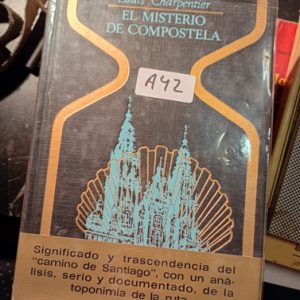 Louis Charpentier
EL MISTERIO
DE COMPOSTELA
A42
Significado y trascendencia del
"camino de Santiago", con un aná-
lisis, serio y documentado, de la
toponimia de la ruta